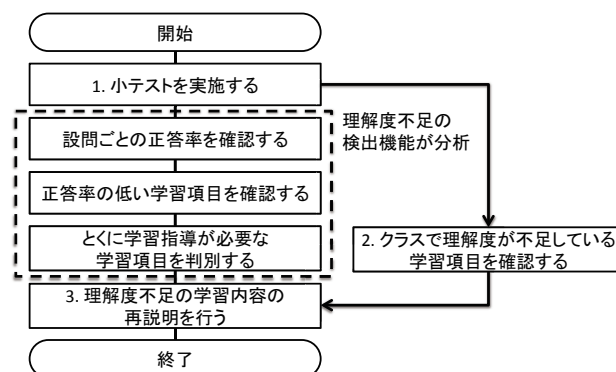 開始
1. 小テストを実施する
設問ごとの正答率を確認する
正答率の低い学習項目を確認する
とくに学習指導が必要な
学習項目を判別する
理解度不足の
検出機能が分析
2. クラスで理解度が不足している
学習項目を確認する
3. 理解度不足の学習内容の
再説明を行う
終了